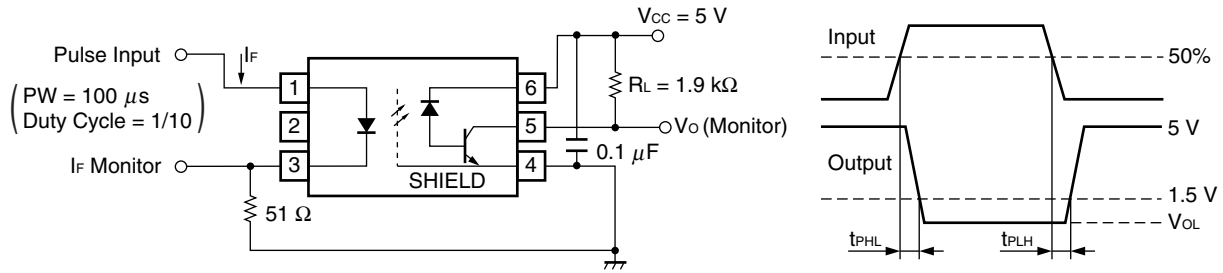 VCC = 5 V
Pulse Input
IF
(PW = 100 μs
Duty Cycle = 1/10)
1
2
3
6
5
4
RL = 1.9 kΩ
VO (Monitor)
IF Monitor
SHIELD
0.1 μF
51 Ω
Input
50%
5 V
Output
1.5 V
VOL
tPHL
tPLH